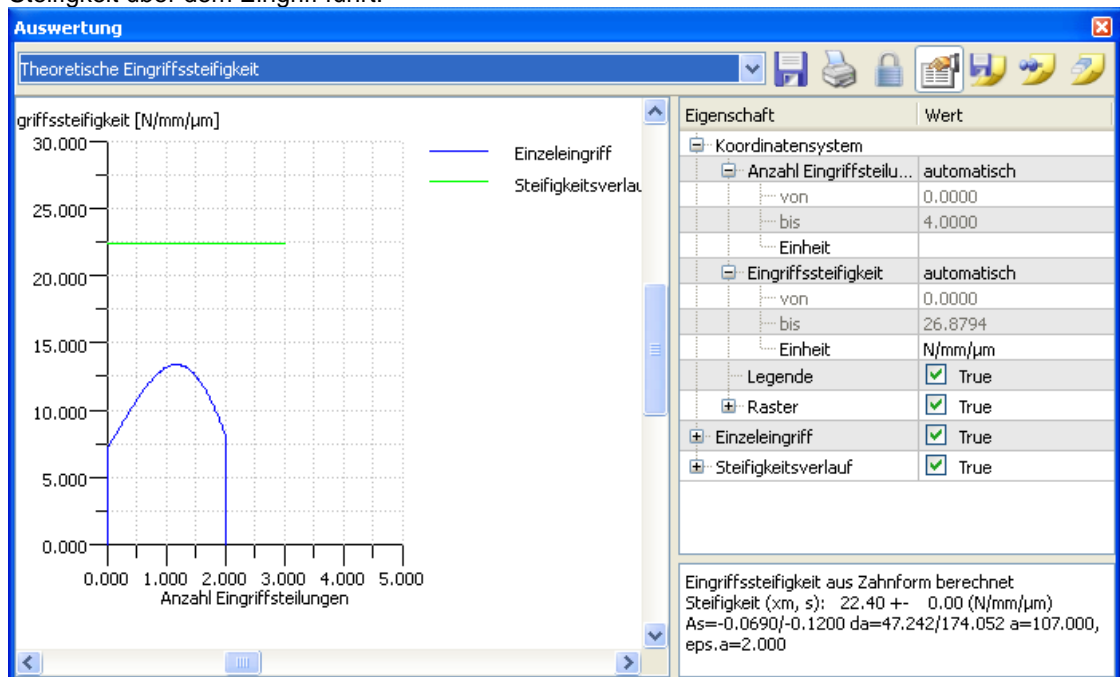 Steifigkeit über dem Eingriff führt.
Auswertung
Theoretische Eingriffssteifigkeit
griffssteifigkeit [N/mm/µm]
30.000
25.000
20.000
15.000
10.000
5.000
0.000
0.000 1.000 2.000 3.000 4.000 5.000
Anzahl Eingriffsteilungen
Einzeleingriff
Steifigkeitsverlau
Eigenschaft Wert
Koordinatensystem
Anzahl Eingriffsteilu... automatisch
von 0.0000
bis 4.0000
Einheit
Eingriffssteifigkeit automatisch
von 0.0000
bis 26.8794
Einheit N/mm/µm
Legende True
Raster True
Einzeleingriff True
Steifigkeitsverlauf True
Eingriffssteifigkeit aus Zahnform berechnet
Steifigkeit (xm, s): 22.40 +- 0.00 (N/mm/µm)
As=-0.0690/-0.1200 da=47.242/174.052 a=107.000,
eps.a=2.000